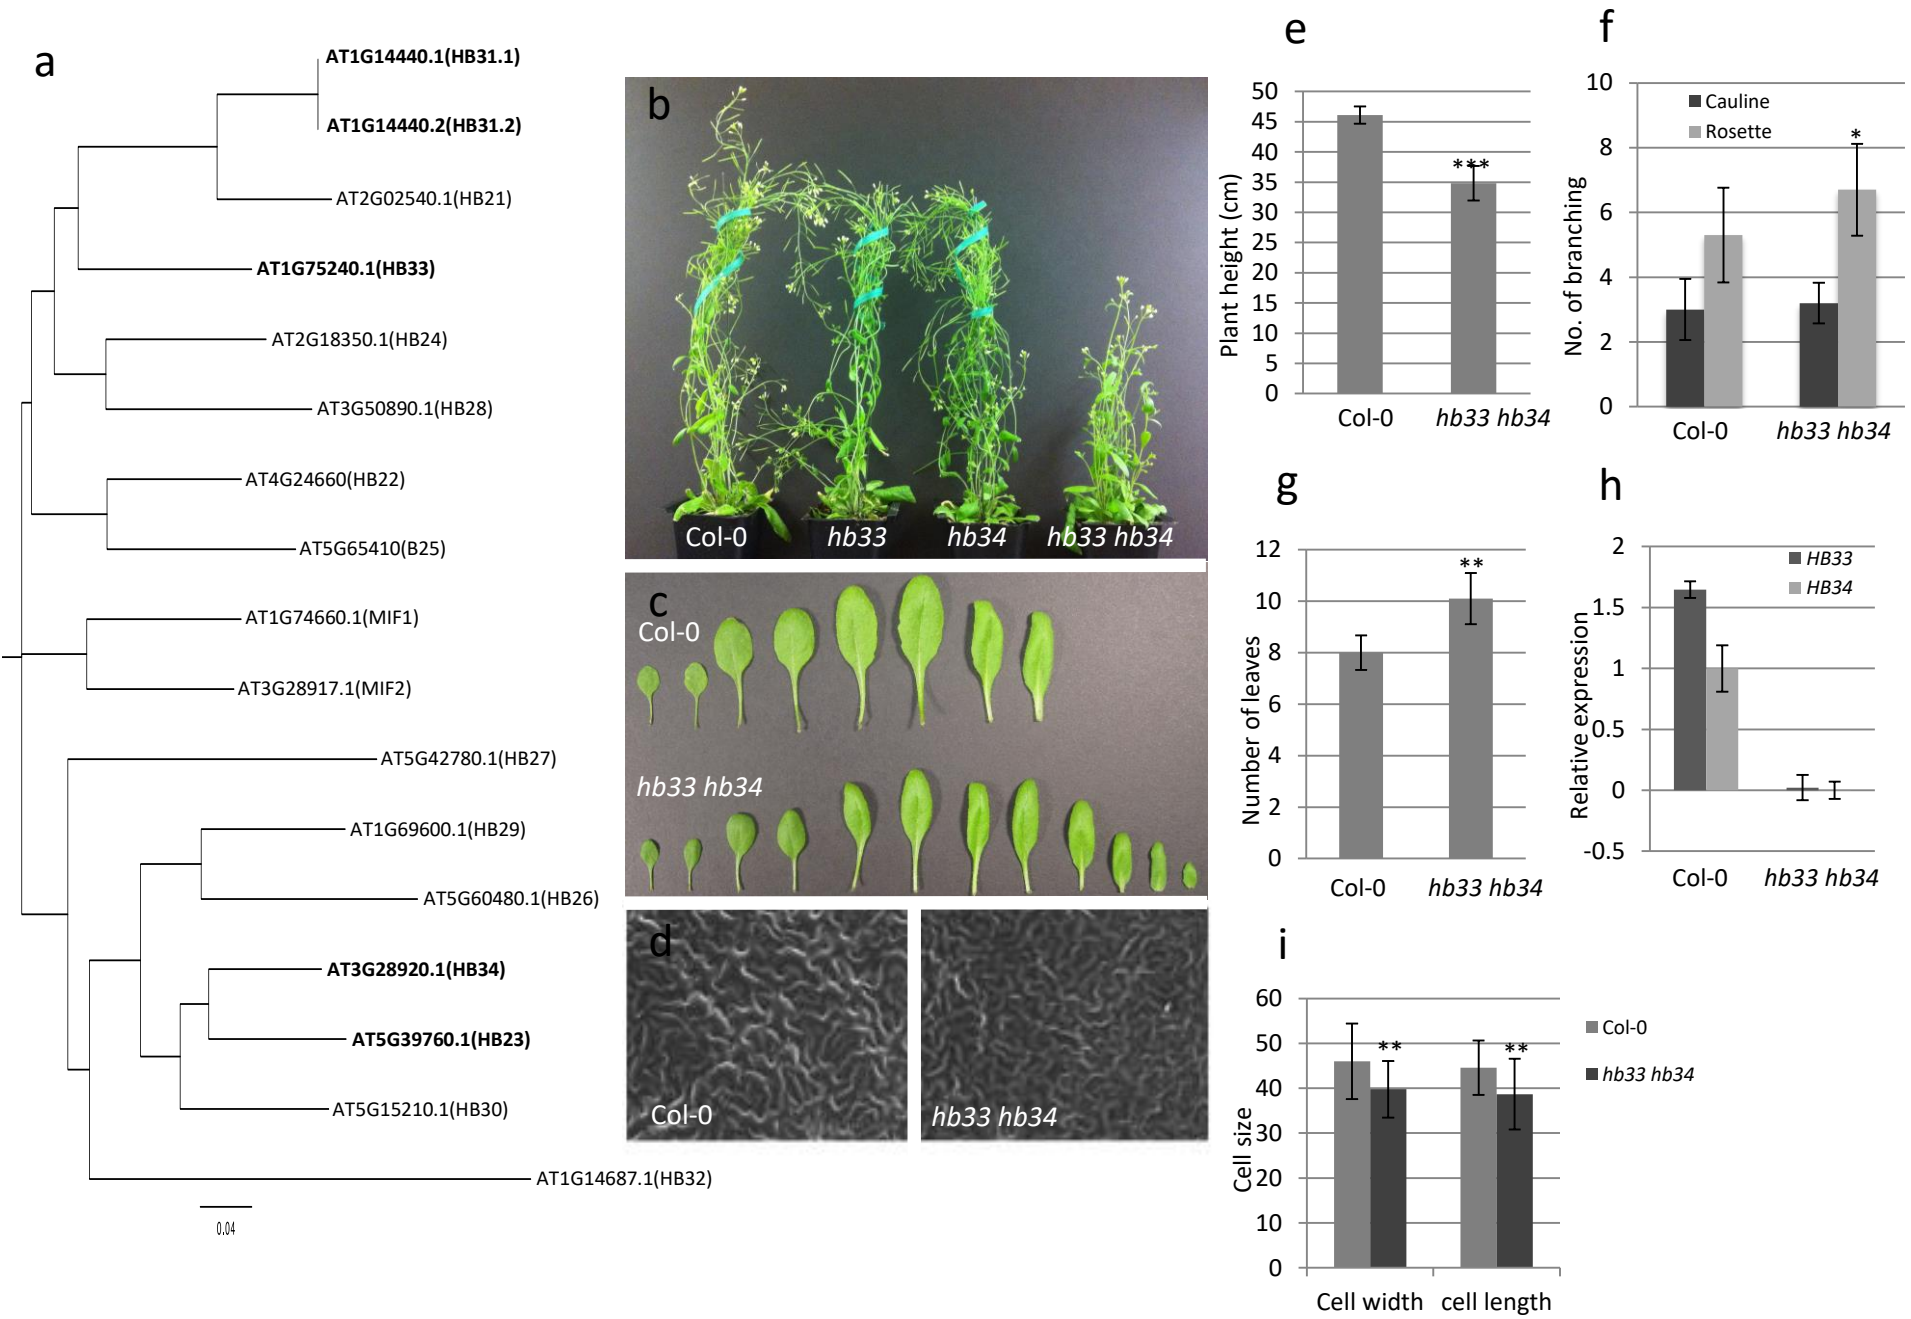 a
AT1G14440.1(HB31.1)
AT1G14440.2(HB31.2)
AT2G02540.1(HB21)
AT1G75240.1(HB33)
AT2G18350.1(HB24)
AT3G50890.1(HB28)
AT4G24660(HB22)
AT5G65410(B25)
AT1G74660.1(MIF1)
AT3G28917.1(MIF2)
AT5G42780.1(HB27)
AT1G69600.1(HB29)
AT5G60480.1(HB26)
AT3G28920.1(HB34)
AT5G39760.1(HB23)
AT5G15210.1(HB30)
AT1G14687.1(HB32)
0.04
b
Col-0 hb33 hb34 hb33 hb34
c
Col-0
hb33 hb34
d
Col-0
hb33 hb34
e
Plant height (cm)
50
45
40
35
30
25
20
15
10
5
0
***
Col-0 hb33 hb34
f
No. of branching
10
8
6
4
2
0
Cauline
Rosette
*
Col-0 hb33 hb34
g
Number of leaves
12
10
8
6
4
2
0
**
Col-0 hb33 hb34
h
Relative expression
2
1.5
1
0.5
0
-0.5
HB33
HB34
Col-0 hb33 hb34
i
Cell size
60
50
40
30
20
10
0
** **
Cell width cell length
Col-0
hb33 hb34